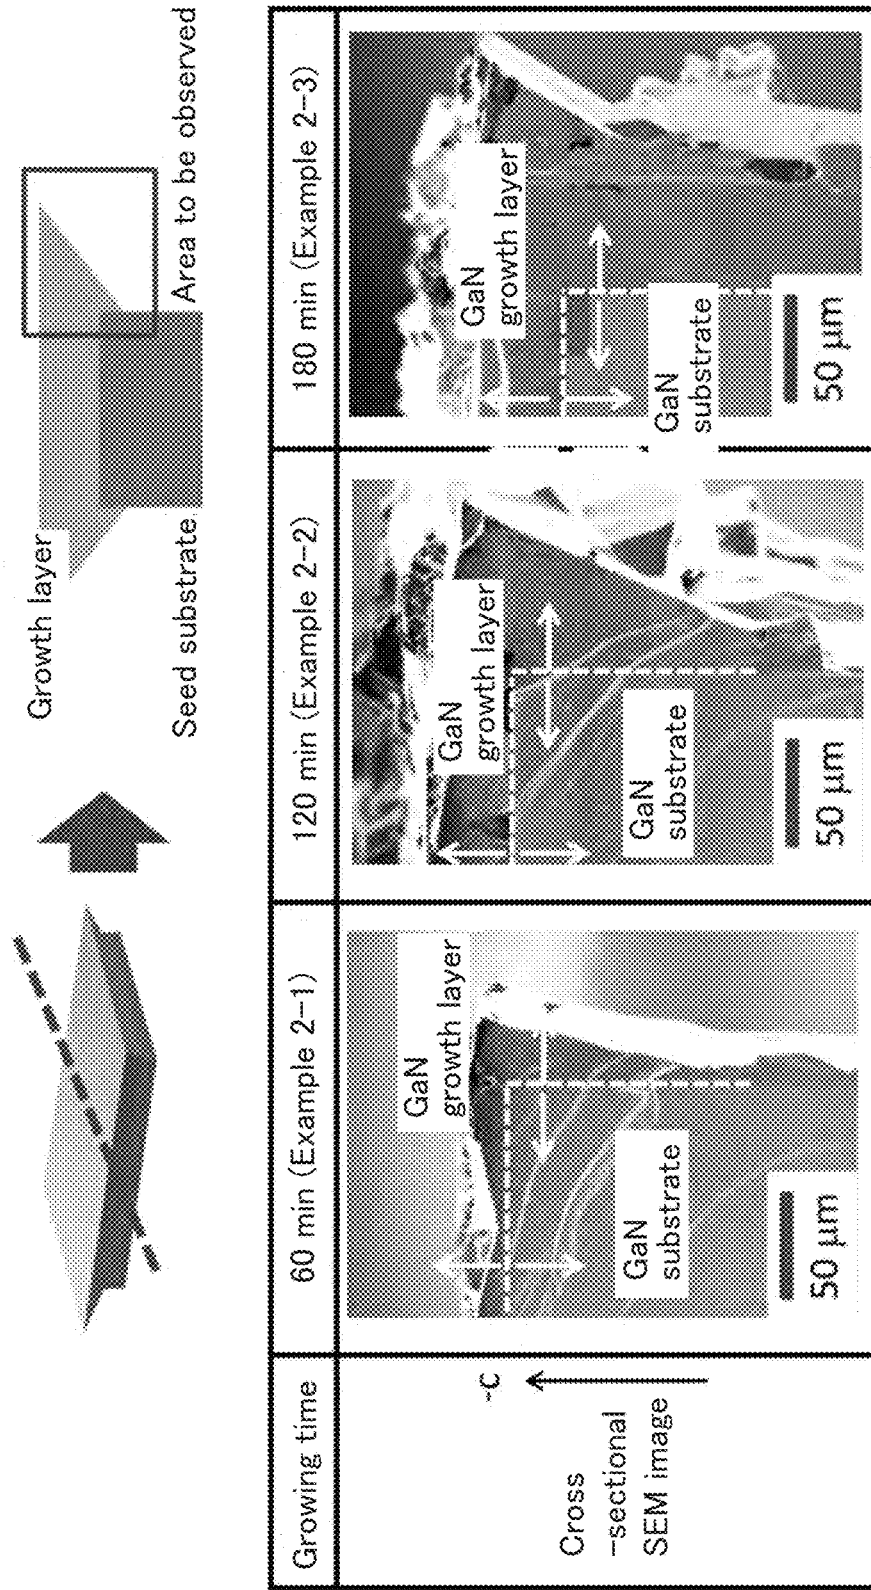 Growth layer
Seed substrate
Area to be observed
Growing time
60 min (Example 2-1)
120 min (Example 2-2)
180 min (Example 2-3)
Cross
-sectional
SEM image
-C
GaN
growth layer
GaN
substrate
50 μm
GaN
growth layer
GaN
substrate
50 μm
GaN
growth layer
GaN
substrate
50 μm